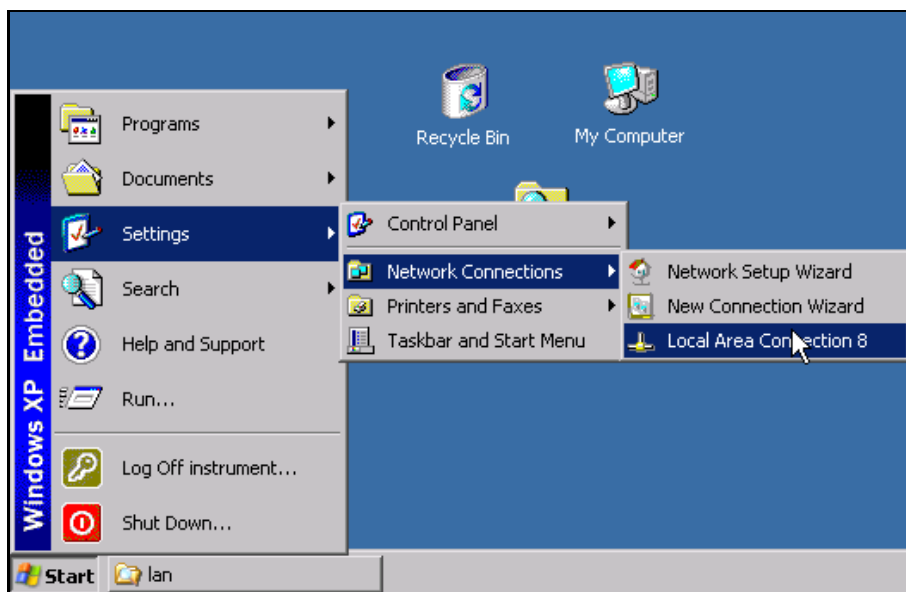 Recycle Bin
My Computer
Programs
Documents
Settings
Search
Help and Support
Run...
Log Off instrument...
Shut Down...
Windows XP Embedded
Control Panel
Network Connections
Printers and Faxes
Taskbar and Start Menu
Network Setup Wizard
New Connection Wizard
Local Area Connection 8
Start
lan